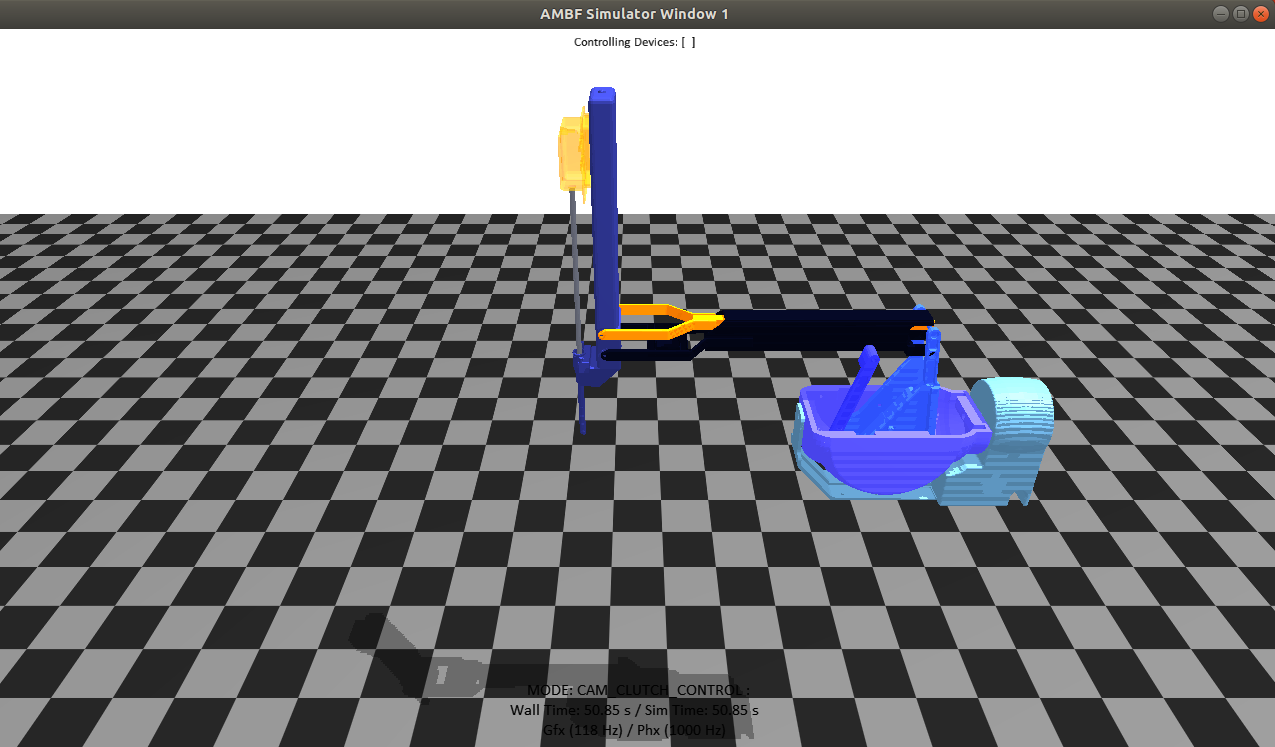 AMBF Simulator Window 1
Controlling Devices: [ ]
MODE: CAM_CLUTCH_CONTROL :
Wall Time: 50.85 s / Sim Time: 50.85 s
Gfx (118 Hz) / Phx (1000 Hz)